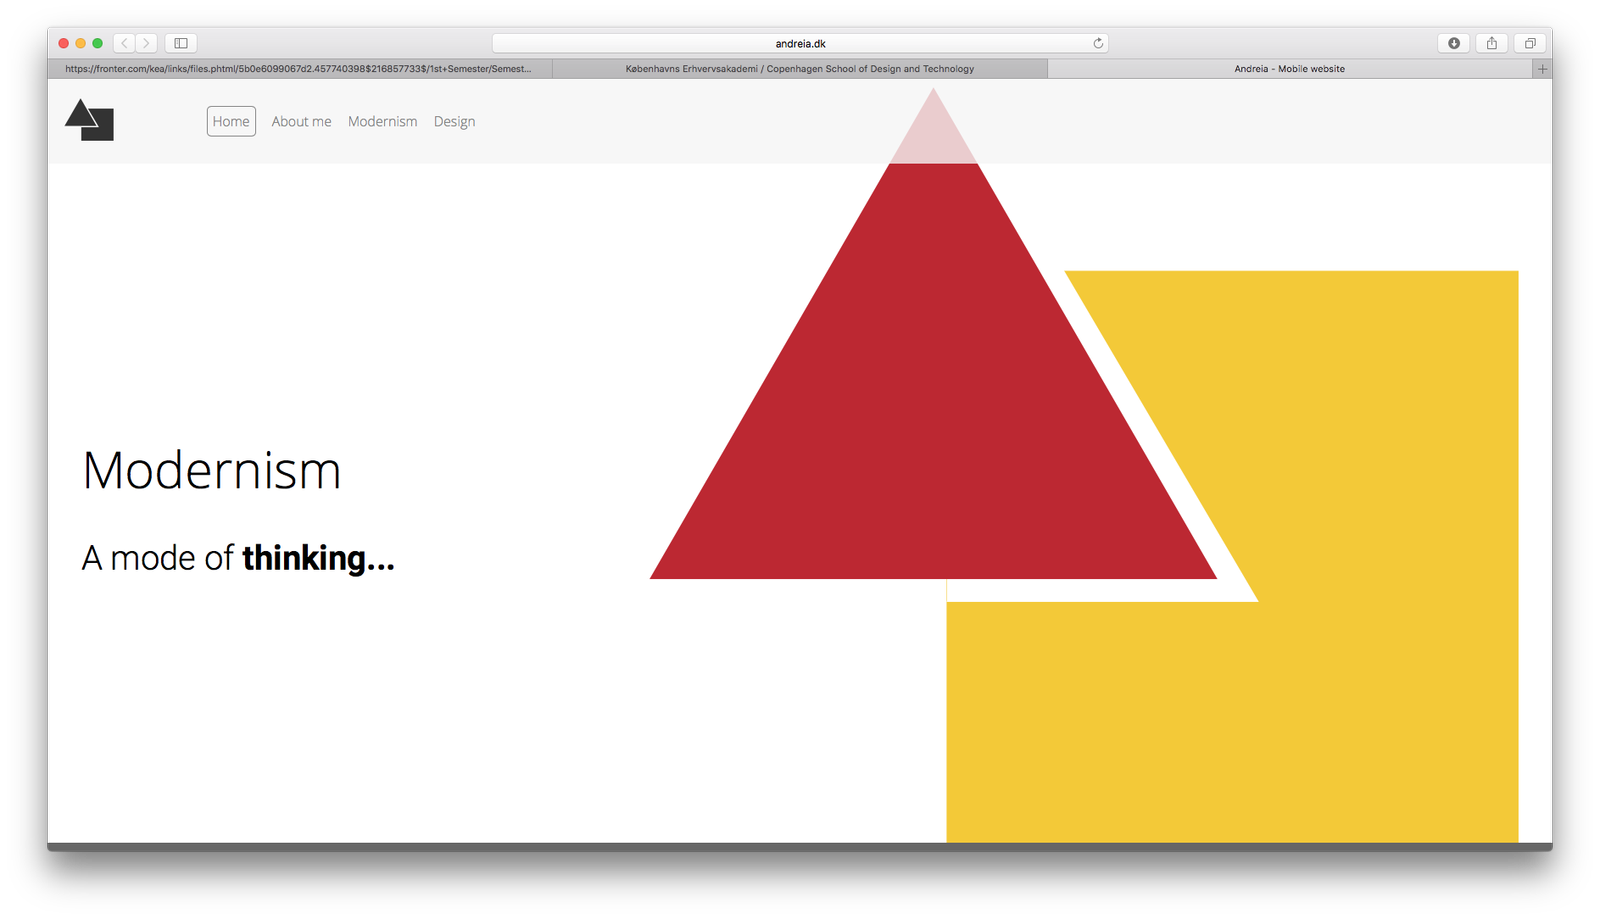 andreia.dk
https://fronter.com/kea/links/files.phtml/5b0e6099067d2.457740398$216857733$/1st+Semester/Semest...
Københavns Erhvervsakademi / Copenhagen School of Design and Technology
Andreia - Mobile website
Home
About me
Modernism
Design
Modernism
A mode of thinking...